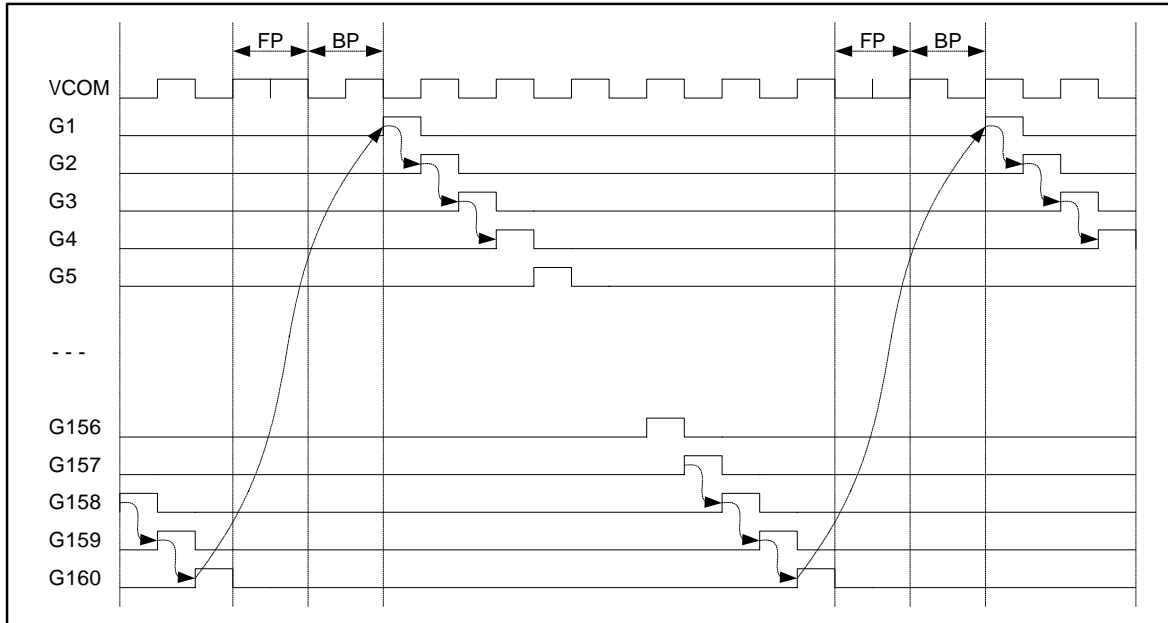 FP BP FP BP
VCOM
G1
G2
G3
G4
G5
- - -
G156
G157
G158
G159
G160